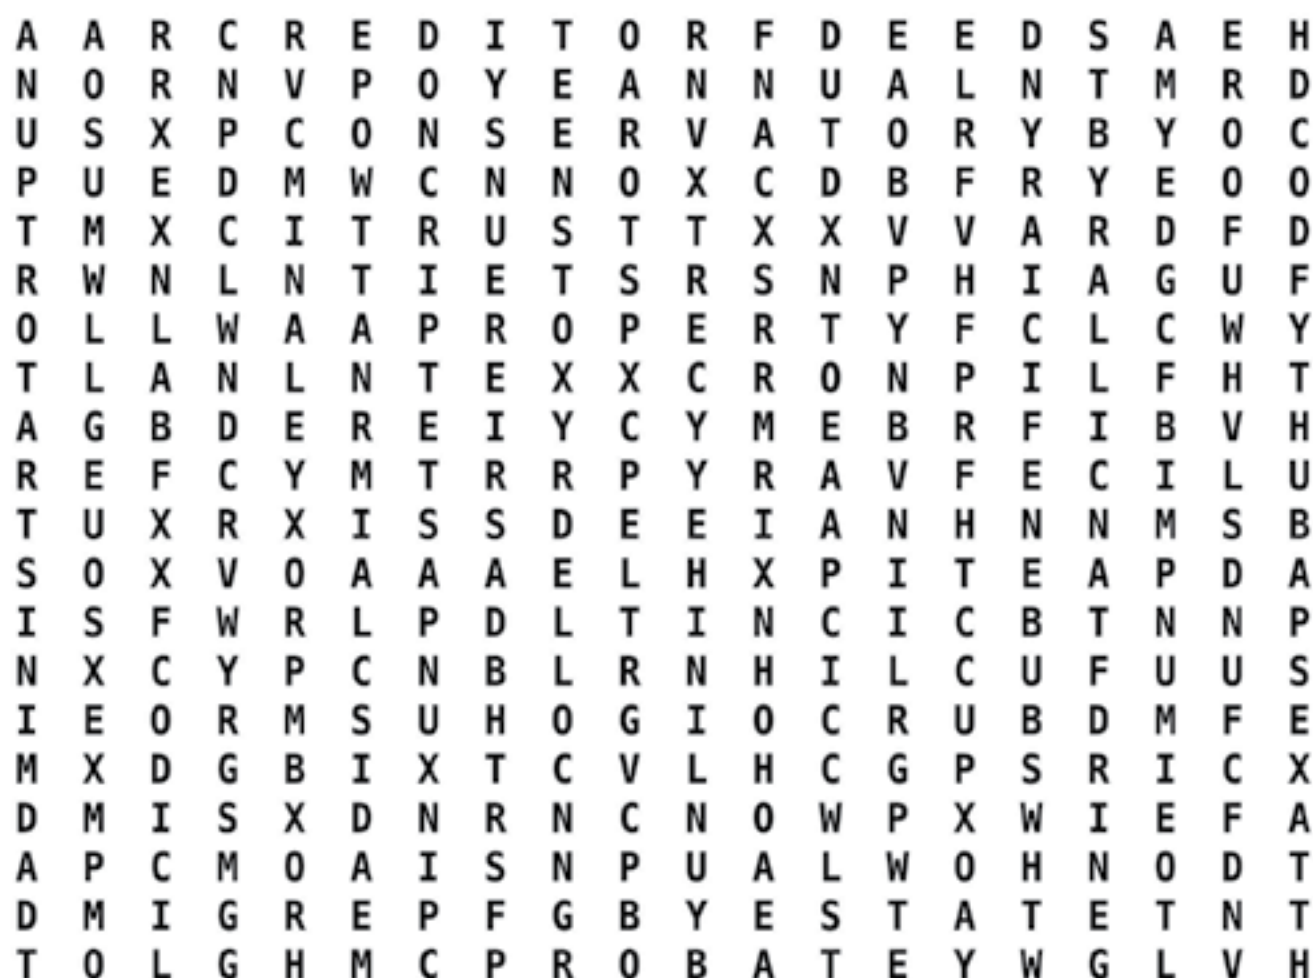 A A R C R E D I T O R F D E E D S A E H
N O R N V P O Y E A N N U A L N T M R D
U S X P C O N S E R V A T O R Y B Y O C
P U E D M W C N N O X C D B F R Y E O O
T M X C I T R U S T T X X V V A R D F D
R W N L N T I E T S R S N P H I A G U F
O L L W A A P R O P E R T Y F C L C W Y
T L A N L N T E X X C R O N P I L F H T
A G B D E R E I Y C Y M E B R F I B V H
R E F C Y M T R R P Y R A V F E C I L U
T U X R X I S S D E E I A N H N N M S B
S O X V O A A A E L H X P I T E A P D A
I S F W R L P D L T I N C I C B T N N P
N X C Y P C N B L R N H I L C U F U U S
I E O R M S U H O G I O C R U B D M F E
M X D G B I X T C V L H C G P S R I C X
D M I S X D N R N C N O W P X W I E F A
A P C M O A I S N P U A L W O H N O D T
D M I G R E P F G B Y E S T A T E T N T
T O L G H M C P R O B A T E Y W G L V H